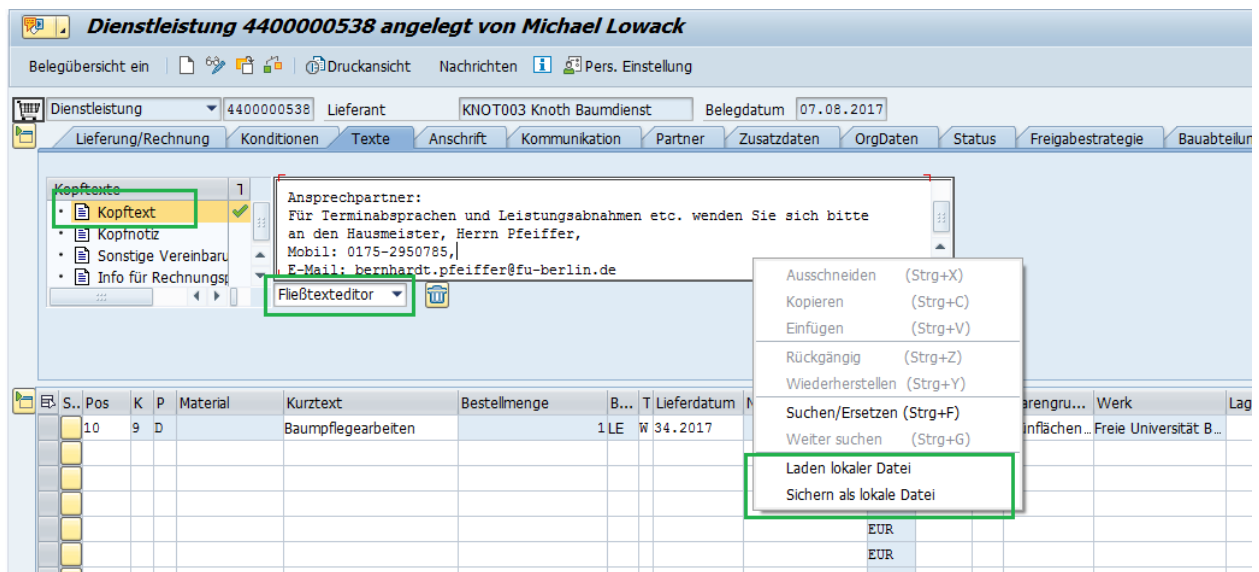 Dienstleistung 4400000538 angelegt von Michael Lowack
Belegübersicht ein Druckansicht Nachrichten Pers. Einstellung
Dienstleistung 4400000538 Lieferant KNOT003 Knoth Baumdienst Belegdatum 07.08.2017
Lieferung/Rechnung Konditionen Texte Anschrift Kommunikation Partner Zusatzdaten OrgDaten Status Freigabestrategie Bauabteilun
Kopftexte
Kopftext
Kopfnotiz
Sonstige Vereinbaru
Info für Rechnungsp
Ansprechpartner:
Für Terminabsprachen und Leistungsabnahmen etc. wenden Sie sich bitte
an den Hausmeister, Herrn Pfeiffer,
Mobil: 0175-2950785,
E-Mail: bernhardt.pfeiffer@fu-berlin.de
Fließtexteditor
Ausschneiden (Strg+X)
Kopieren (Strg+C)
Einfügen (Strg+V)
Rückgängig (Strg+Z)
Wiederherstellen (Strg+Y)
Suchen/Ersetzen (Strg+F)
Weiter suchen (Strg+G)
Laden lokaler Datei
Sichern als lokale Datei
S.. Pos K P Material Kurztext Bestellmenge B... T Lieferdatum N arengru... Werk Lag
10 9 D Baumpflegearbeiten 1 LE W 34.2017 ünflächen... Freie Universität B...
EUR
EUR